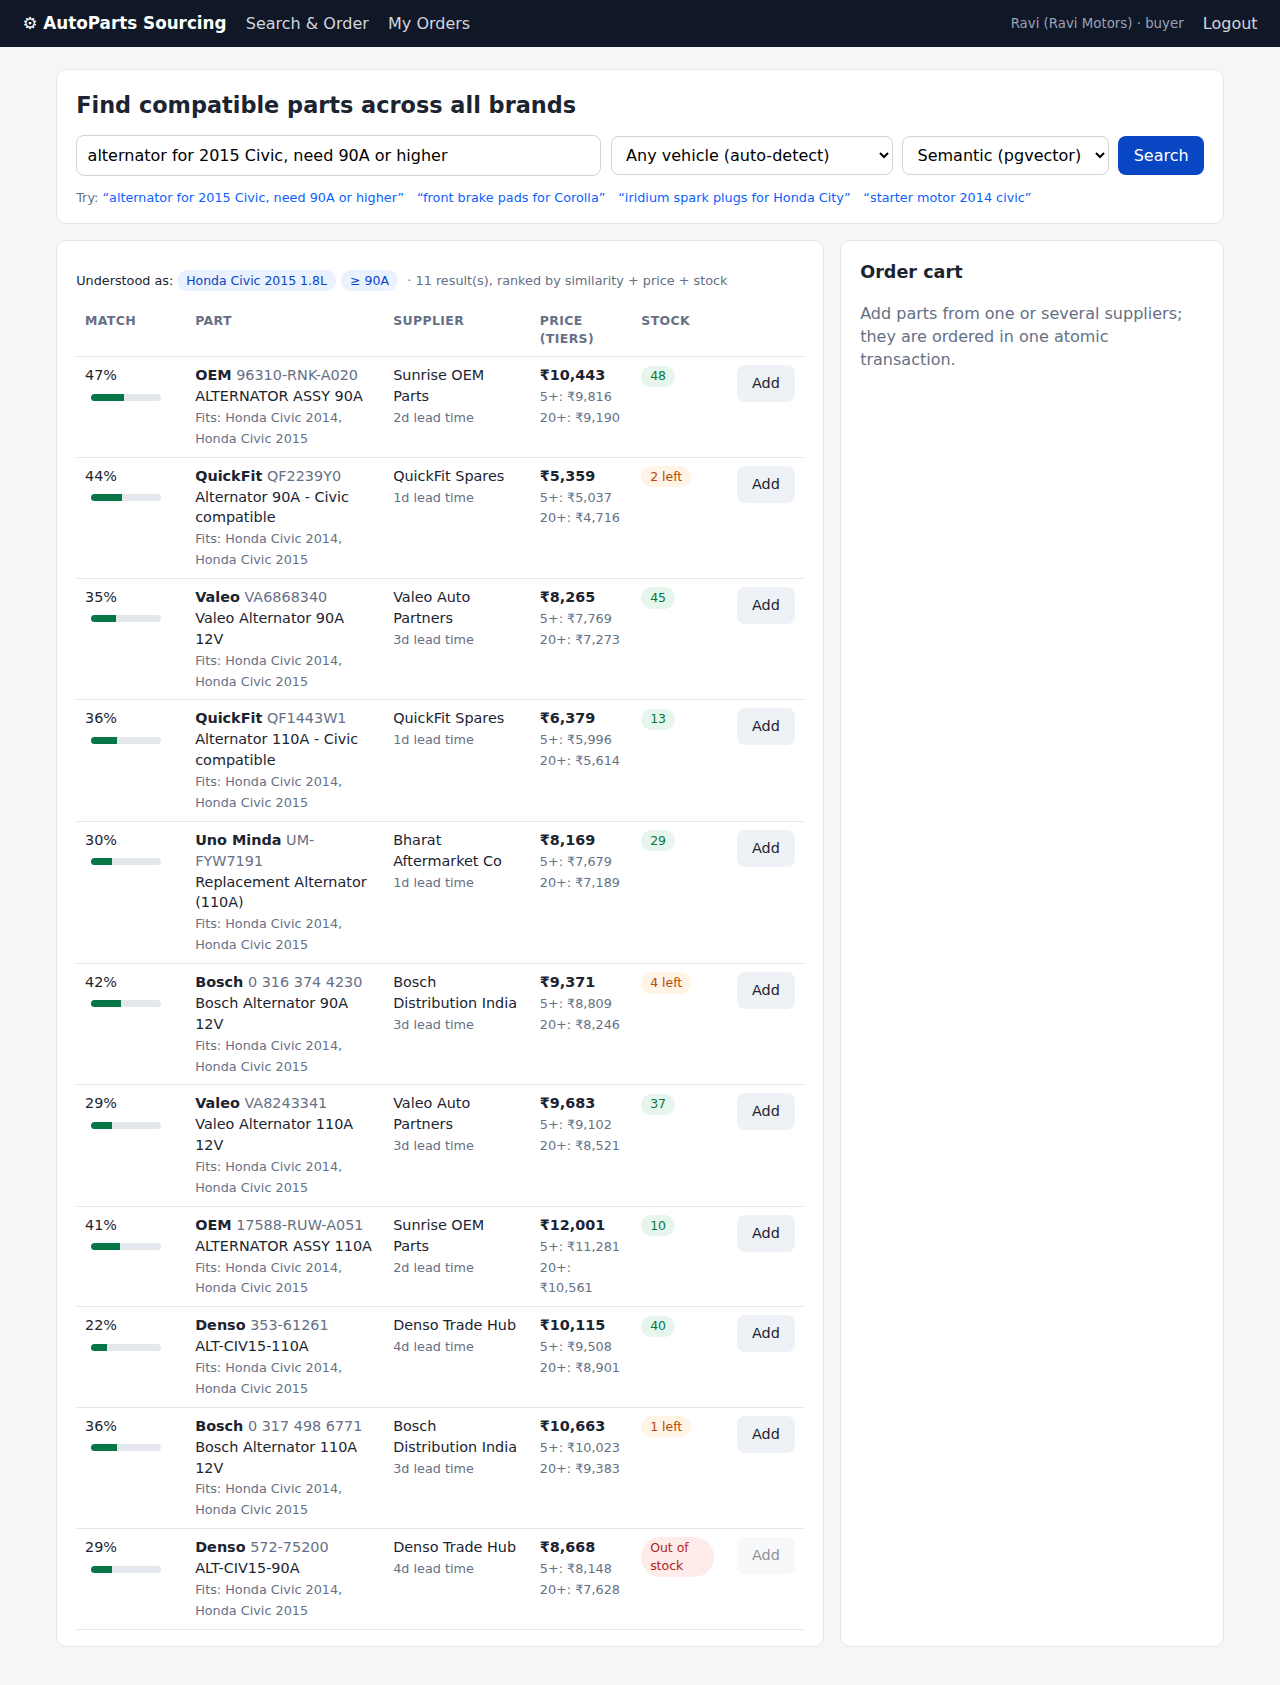 ⚙ AutoParts Sourcing Search & Order My Orders Ravi (Ravi Motors) · buyer Logout
Find compatible parts across all brands
alternator for 2015 Civic, need 90A or higher Any vehicle (auto-detect) Semantic (pgvector) Search
Try: “alternator for 2015 Civic, need 90A or higher” “front brake pads for Corolla” “iridium spark plugs for Honda City” “starter motor 2014 civic”
Understood as: Honda Civic 2015 1.8L ≥ 90A · 11 result(s), ranked by similarity + price + stock
MATCH PART SUPPLIER PRICE (TIERS) STOCK
47%
OEM 96310-RNK-A020
ALTERNATOR ASSY 90A
Fits: Honda Civic 2014,
Honda Civic 2015
Sunrise OEM
Parts
2d lead time
₹10,443
5+: ₹9,816
20+: ₹9,190
48
Add
44%
QuickFit QF2239Y0
Alternator 90A - Civic
compatible
Fits: Honda Civic 2014,
Honda Civic 2015
QuickFit Spares
1d lead time
₹5,359
5+: ₹5,037
20+: ₹4,716
2 left
Add
35%
Valeo VA6868340
Valeo Alternator 90A
12V
Fits: Honda Civic 2014,
Honda Civic 2015
Valeo Auto
Partners
3d lead time
₹8,265
5+: ₹7,769
20+: ₹7,273
45
Add
36%
QuickFit QF1443W1
Alternator 110A - Civic
compatible
Fits: Honda Civic 2014,
Honda Civic 2015
QuickFit Spares
1d lead time
₹6,379
5+: ₹5,996
20+: ₹5,614
13
Add
30%
Uno Minda UM-
FYW7191
Replacement Alternator
(110A)
Fits: Honda Civic 2014,
Honda Civic 2015
Bharat
Aftermarket Co
1d lead time
₹8,169
5+: ₹7,679
20+: ₹7,189
29
Add
42%
Bosch 0 316 374 4230
Bosch Alternator 90A
12V
Fits: Honda Civic 2014,
Honda Civic 2015
Bosch
Distribution India
3d lead time
₹9,371
5+: ₹8,809
20+: ₹8,246
4 left
Add
29%
Valeo VA8243341
Valeo Alternator 110A
12V
Fits: Honda Civic 2014,
Honda Civic 2015
Valeo Auto
Partners
3d lead time
₹9,683
5+: ₹9,102
20+: ₹8,521
37
Add
41%
OEM 17588-RUW-A051
ALTERNATOR ASSY 110A
Fits: Honda Civic 2014,
Honda Civic 2015
Sunrise OEM
Parts
2d lead time
₹12,001
5+: ₹11,281
20+:
₹10,561
10
Add
22%
Denso 353-61261
ALT-CIV15-110A
Fits: Honda Civic 2014,
Honda Civic 2015
Denso Trade Hub
4d lead time
₹10,115
5+: ₹9,508
20+: ₹8,901
40
Add
36%
Bosch 0 317 498 6771
Bosch Alternator 110A
12V
Fits: Honda Civic 2014,
Honda Civic 2015
Bosch
Distribution India
3d lead time
₹10,663
5+: ₹10,023
20+: ₹9,383
1 left
Add
29%
Denso 572-75200
ALT-CIV15-90A
Fits: Honda Civic 2014,
Honda Civic 2015
Denso Trade Hub
4d lead time
₹8,668
5+: ₹8,148
20+: ₹7,628
Out of
stock
Add
Order cart
Add parts from one or several suppliers;
they are ordered in one atomic
transaction.